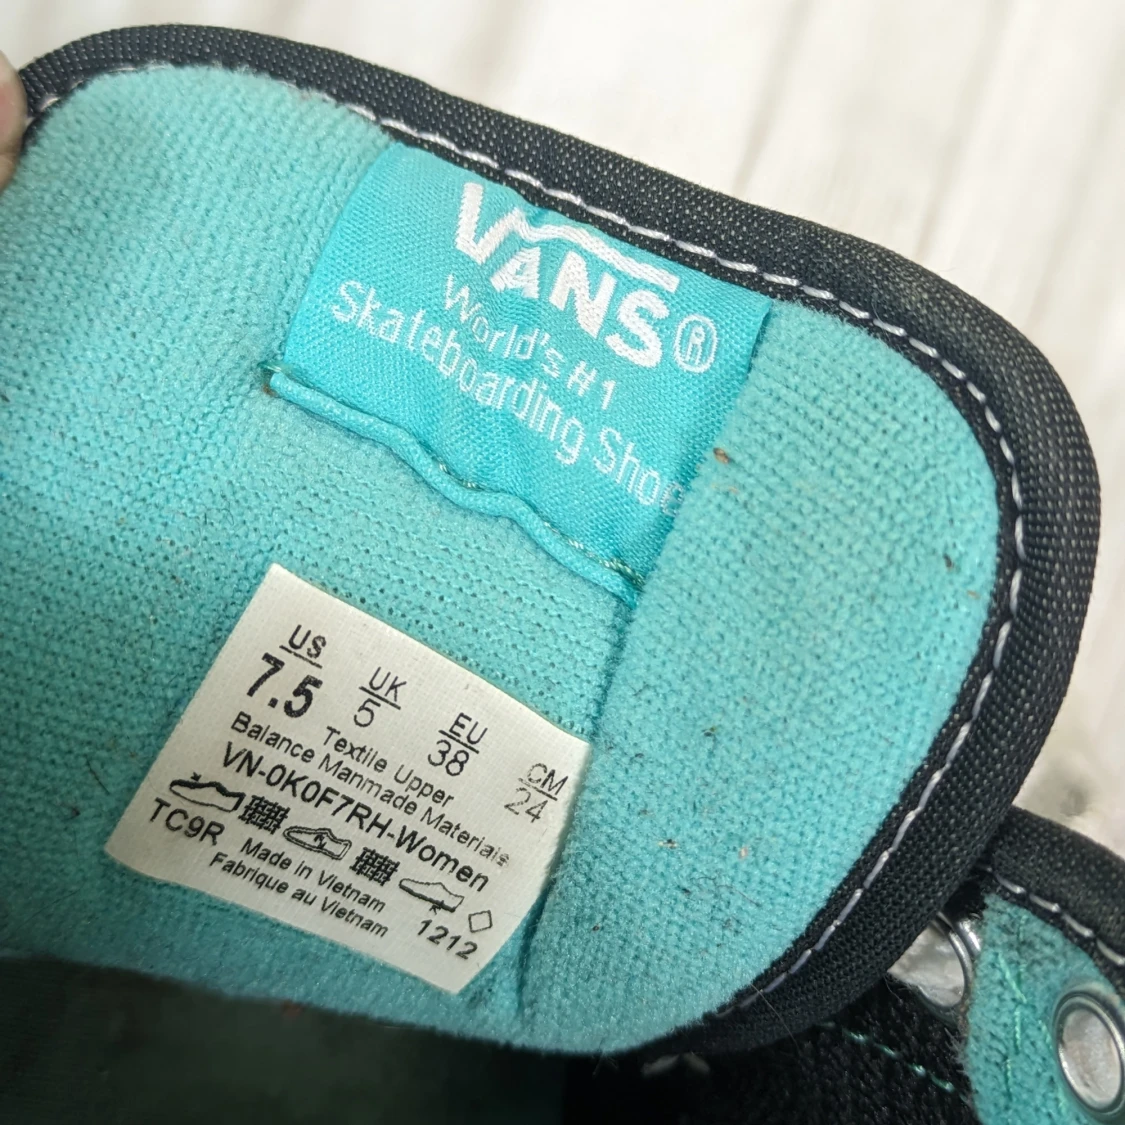 VANS®
World's #1
Skateboarding Shoe
US UK EU CM
7.5 5 38 24
Textile Upper
Balance Manmade Materials
VN-0K0F7RH-Women
TC9R Made in Vietnam
Fabrique au Vietnam 1212